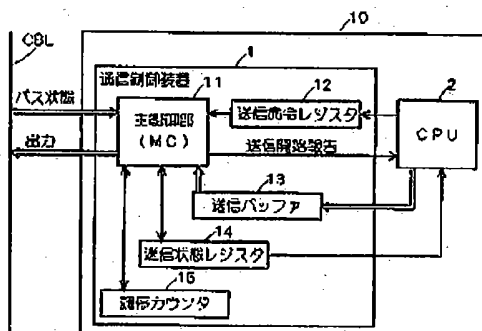 CBL
10
1
通信制御装置
11
12
2
バス状態
主制御部
(MC)
送信命令レジスタ
CPU
出力
送信開始報告
13
送信バッファ
14
送信状態レジスタ
15
調停カウンタ